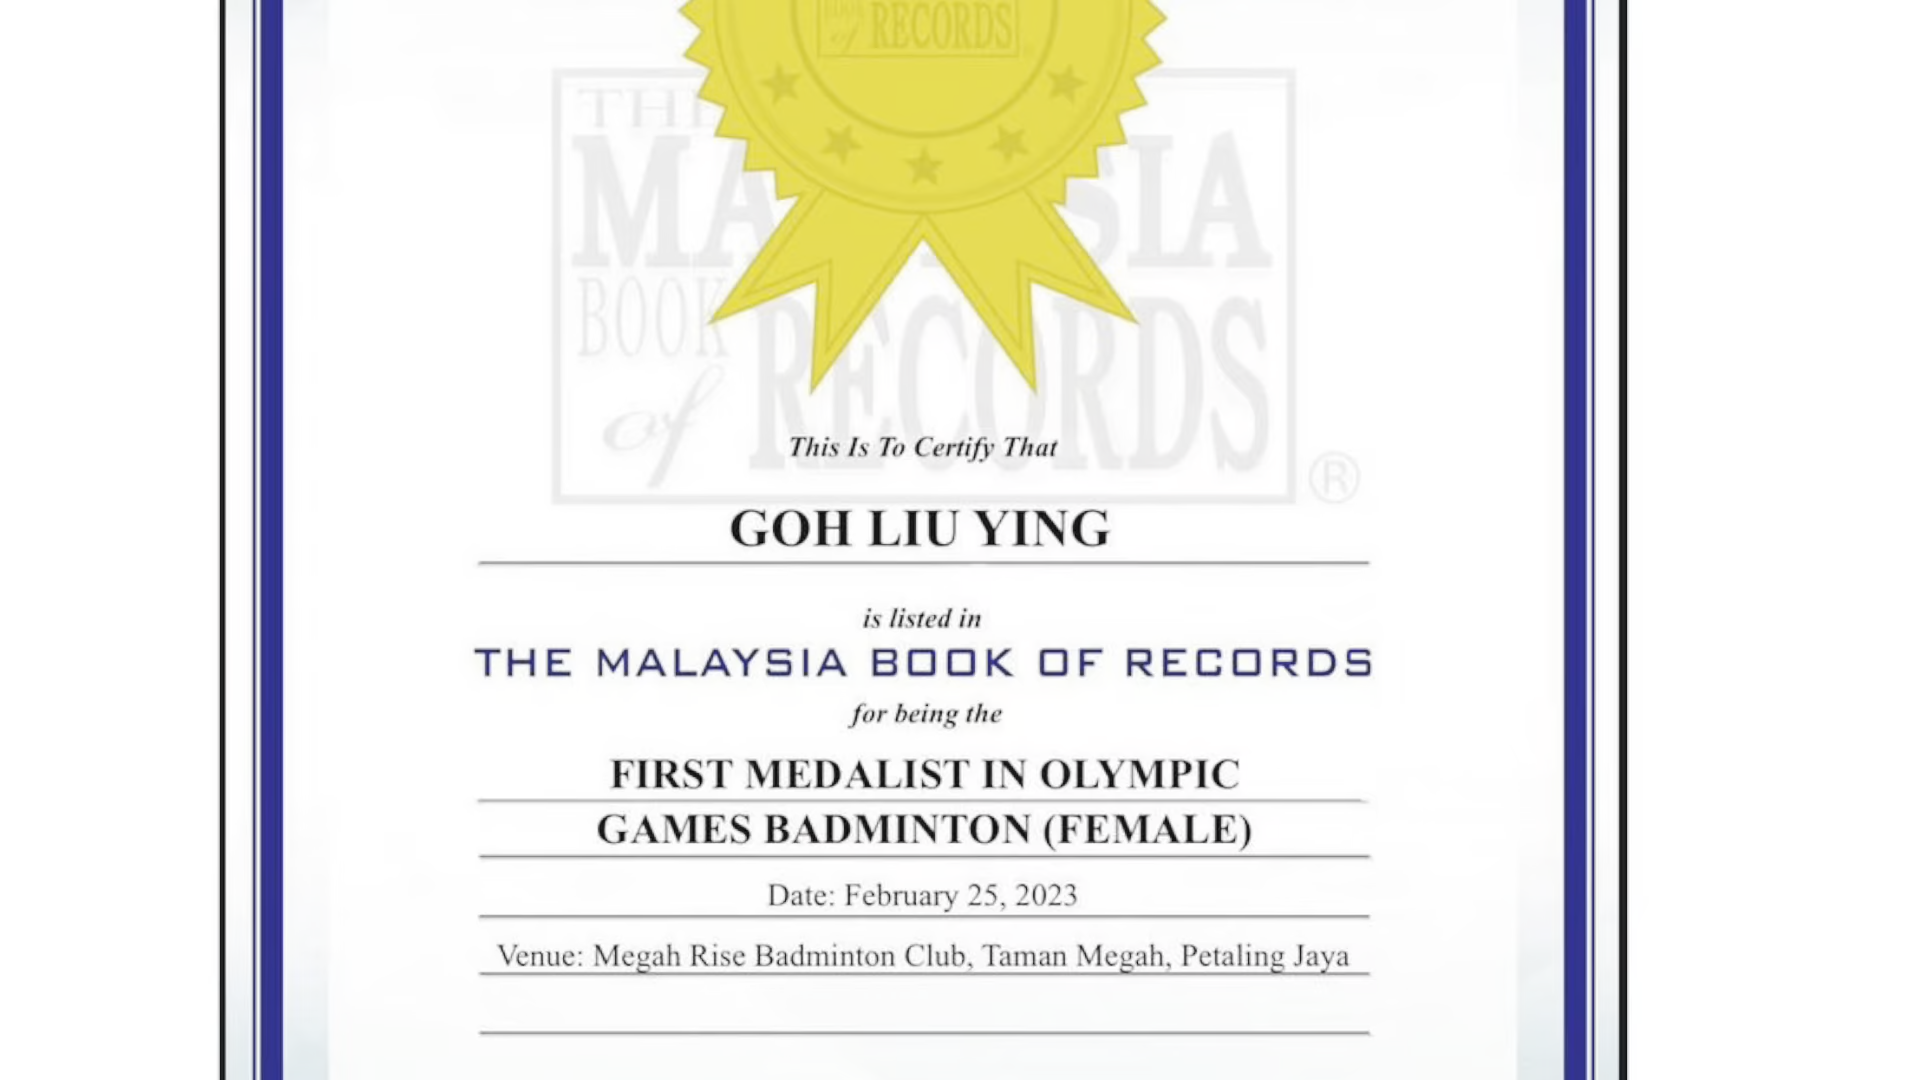 BOOK
of RECORDS
THE
MALAYSIA
BOOK
of RECORDS
®
This Is To Certify That
GOH LIU YING
is listed in
THE MALAYSIA BOOK OF RECORDS
for being the
FIRST MEDALIST IN OLYMPIC
GAMES BADMINTON (FEMALE)
Date: February 25, 2023
Venue: Megah Rise Badminton Club, Taman Megah, Petaling Jaya